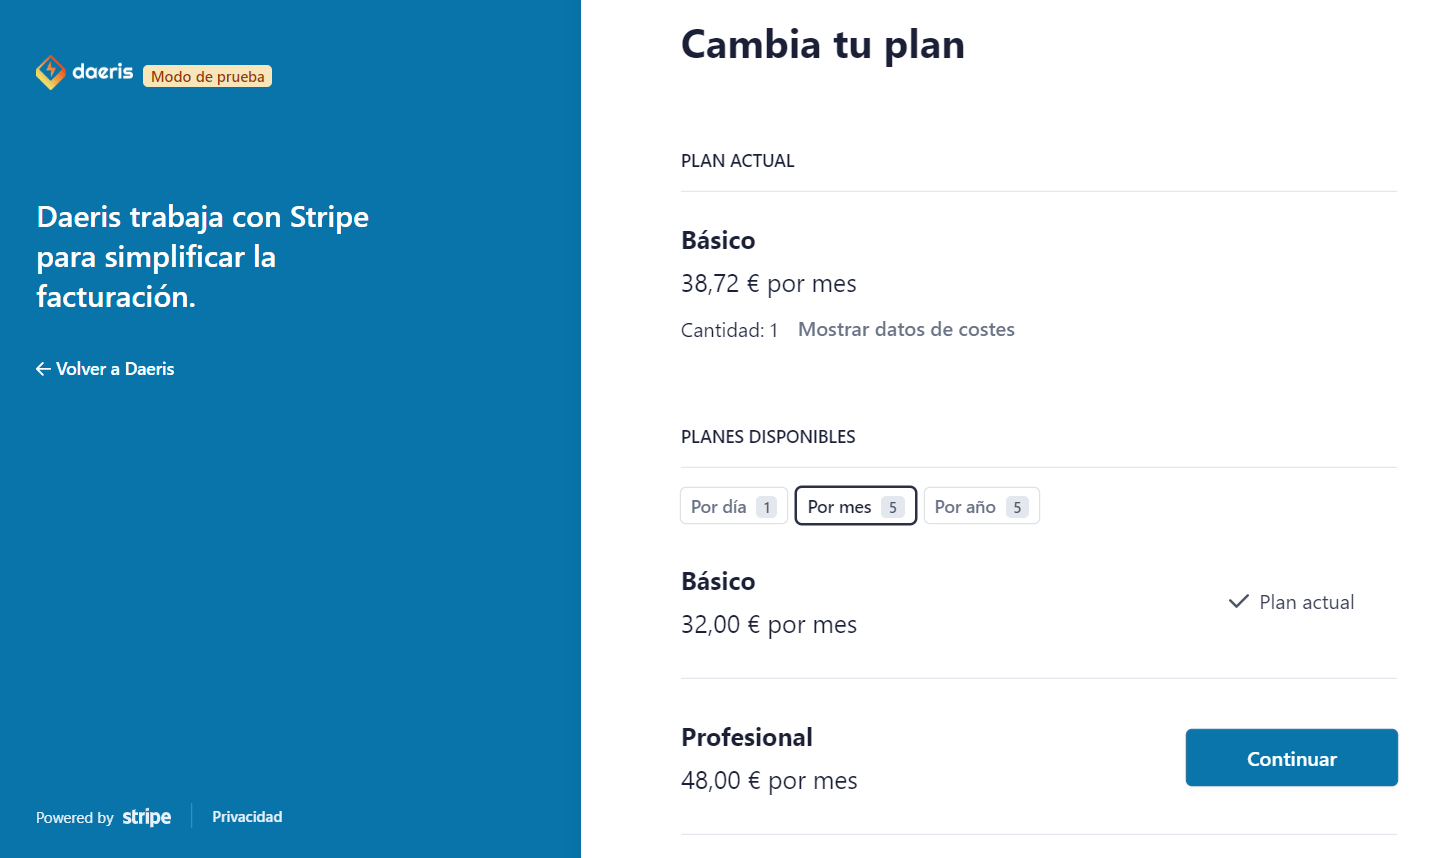 daeris Modo de prueba
Daeris trabaja con Stripe
para simplificar la
facturación.
Volver a Daeris
Powered by stripe Privacidad
Cambia tu plan
PLAN ACTUAL
Básico
38,72 € por mes
Cantidad: 1 Mostrar datos de costes
PLANES DISPONIBLES
Por día 1 Por mes 5 Por año 5
Básico
32,00 € por mes
Plan actual
Profesional
48,00 € por mes
Continuar